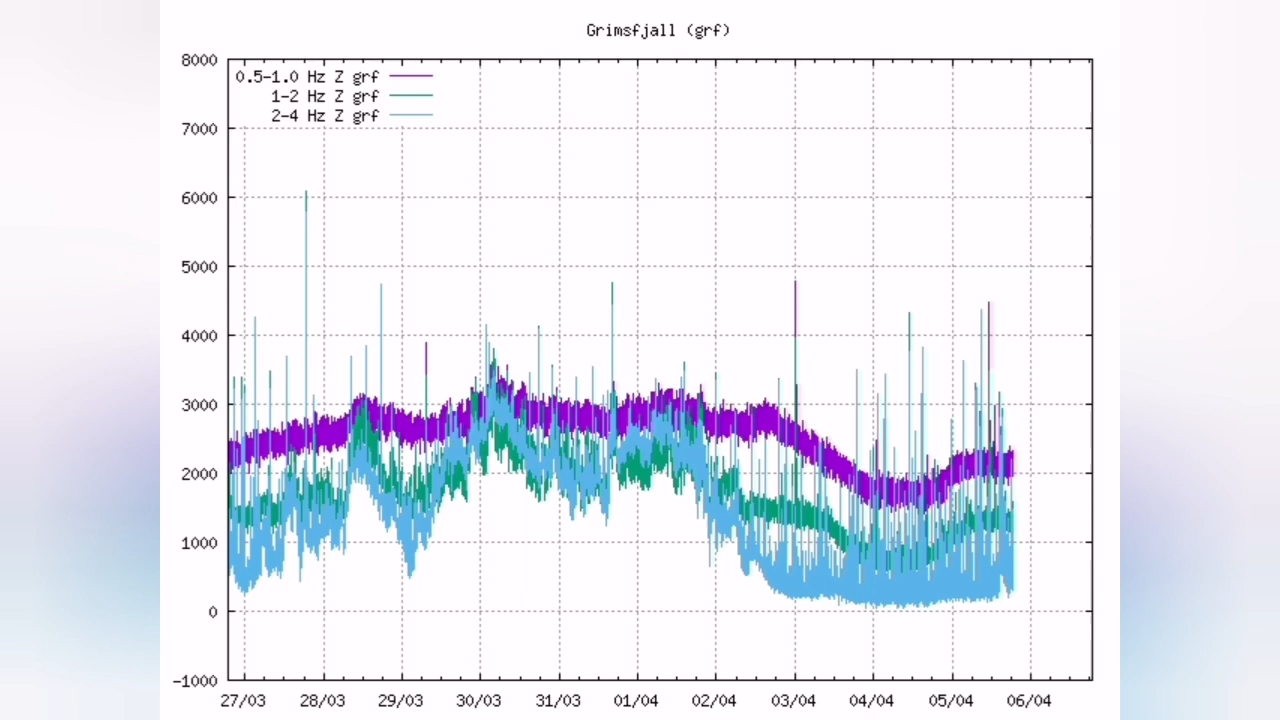 Grimsfjall (grf)
8000
0.5-1.0 Hz Z grf
1-2 Hz Z grf
2-4 Hz Z grf
7000
6000
5000
4000
3000
2000
1000
0
-1000
27/03 28/03 29/03 30/03 31/03 01/04 02/04 03/04 04/04 05/04 06/04